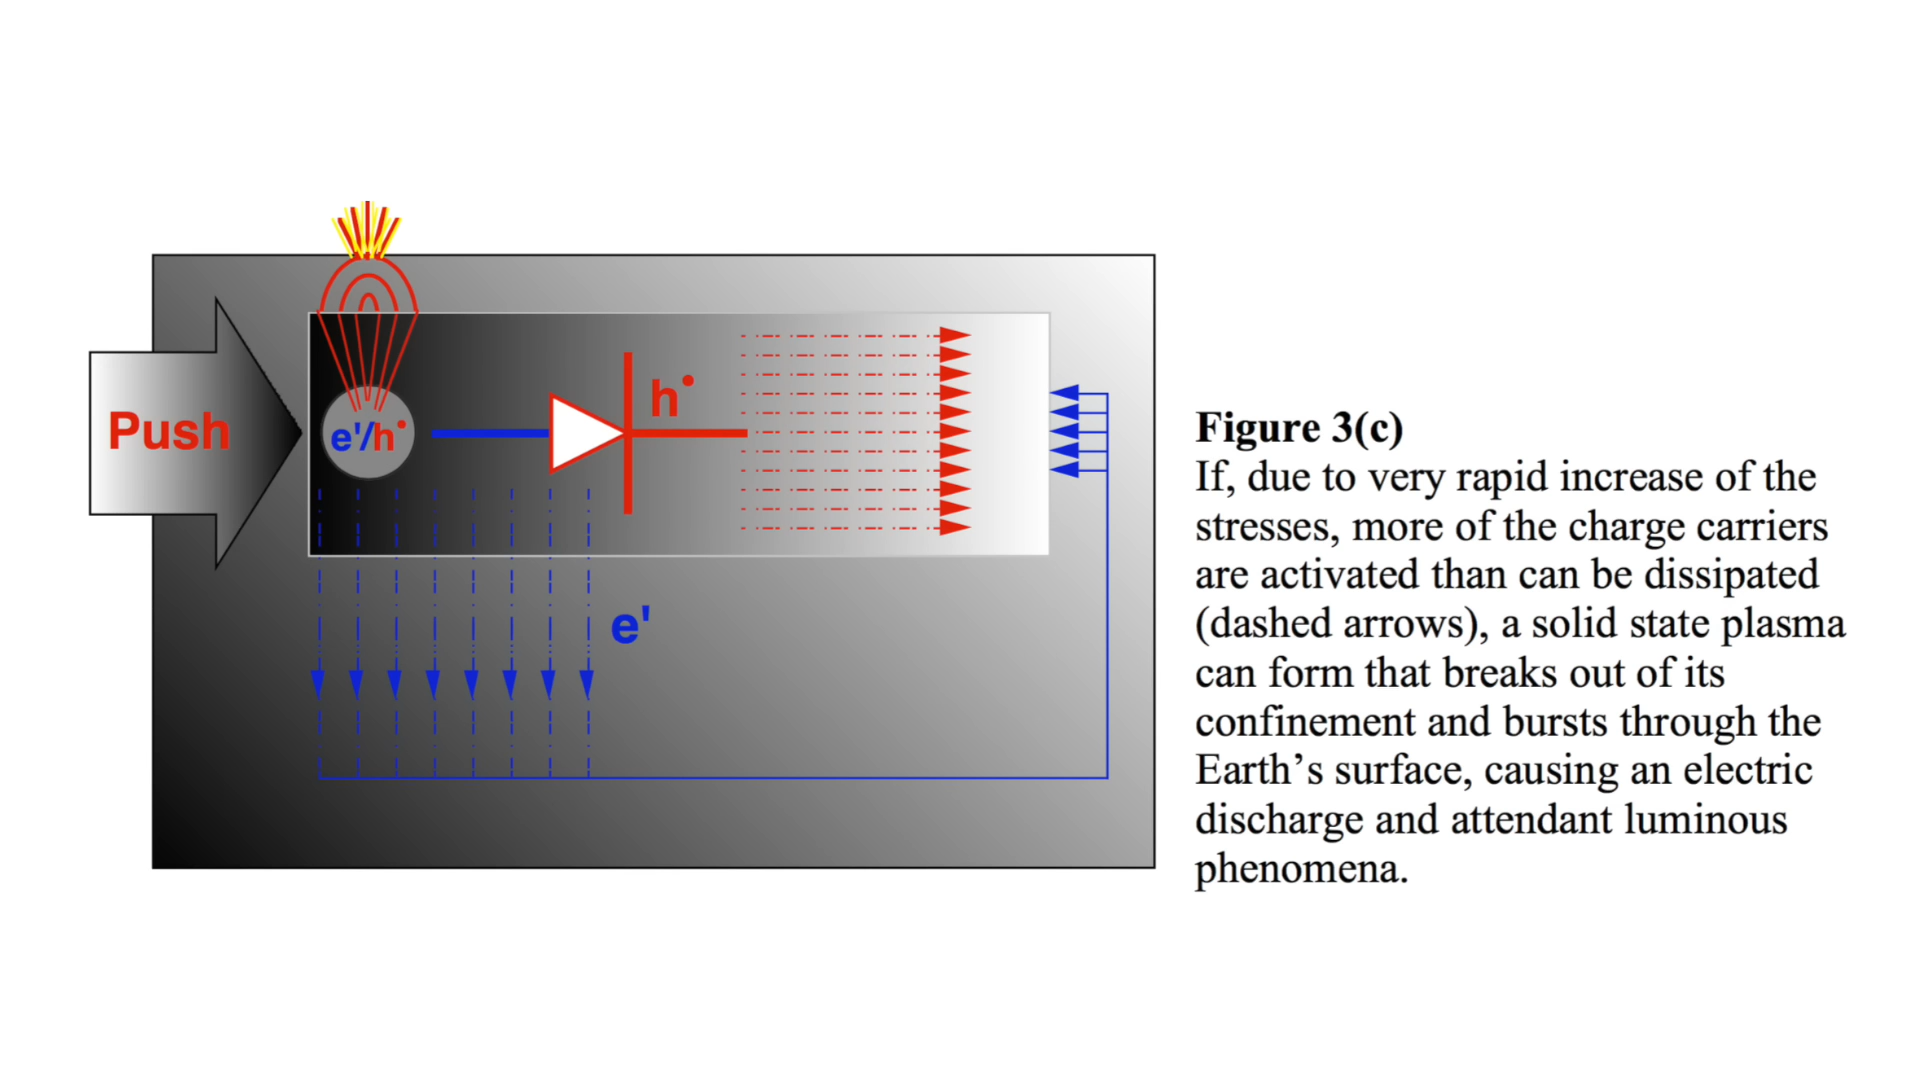 Push
e'/h•
h•
e'
Figure 3(c)
If, due to very rapid increase of the
stresses, more of the charge carriers
are activated than can be dissipated
(dashed arrows), a solid state plasma
can form that breaks out of its
confinement and bursts through the
Earth’s surface, causing an electric
discharge and attendant luminous
phenomena.